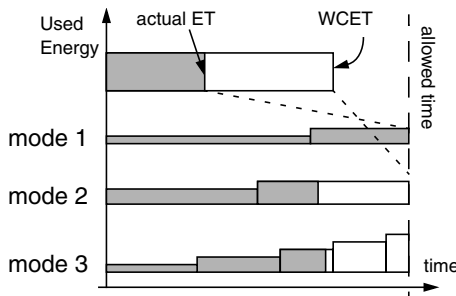 Used
Energy
actual ET
WCET
allowed time
mode 1
mode 2
mode 3
time